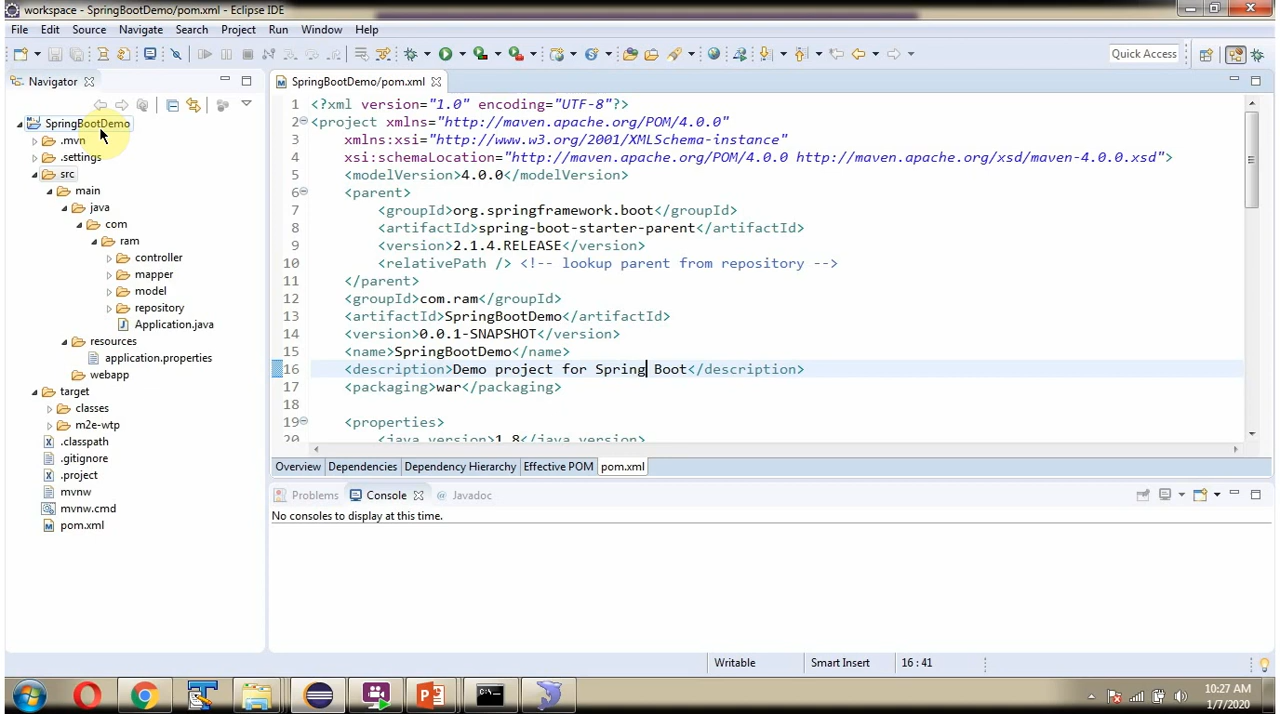 workspace - SpringBootDemo/pom.xml - Eclipse IDE
File Edit Source Navigate Search Project Run Window Help
Quick Access
Navigator
SpringBootDemo/pom.xml
SpringBootDemo
.mvn
.settings
src
main
java
com
ram
controller
mapper
model
repository
Application.java
resources
application.properties
webapp
target
classes
m2e-wtp
.classpath
.gitignore
.project
mvnw
mvnw.cmd
pom.xml
1 <?xml version="1.0" encoding="UTF-8"?>
2 <project xmlns="http://maven.apache.org/POM/4.0.0"
3 xmlns:xsi="http://www.w3.org/2001/XMLSchema-instance"
4 xsi:schemaLocation="http://maven.apache.org/POM/4.0.0 http://maven.apache.org/xsd/maven-4.0.0.xsd">
5 <modelVersion>4.0.0</modelVersion>
6 <parent>
7 <groupId>org.springframework.boot</groupId>
8 <artifactId>spring-boot-starter-parent</artifactId>
9 <version>2.1.4.RELEASE</version>
10 <relativePath /> <!-- lookup parent from repository -->
11 </parent>
12 <groupId>com.ram</groupId>
13 <artifactId>SpringBootDemo</artifactId>
14 <version>0.0.1-SNAPSHOT</version>
15 <name>SpringBootDemo</name>
16 <description>Demo project for Spring Boot</description>
17 <packaging>war</packaging>
18
19 <properties>
20 <java.version>1.8</java.version>
Overview Dependencies Dependency Hierarchy Effective POM pom.xml
Problems Console Javadoc
No consoles to display at this time.
Writable Smart Insert 16 : 41
10:27 AM
1/7/2020